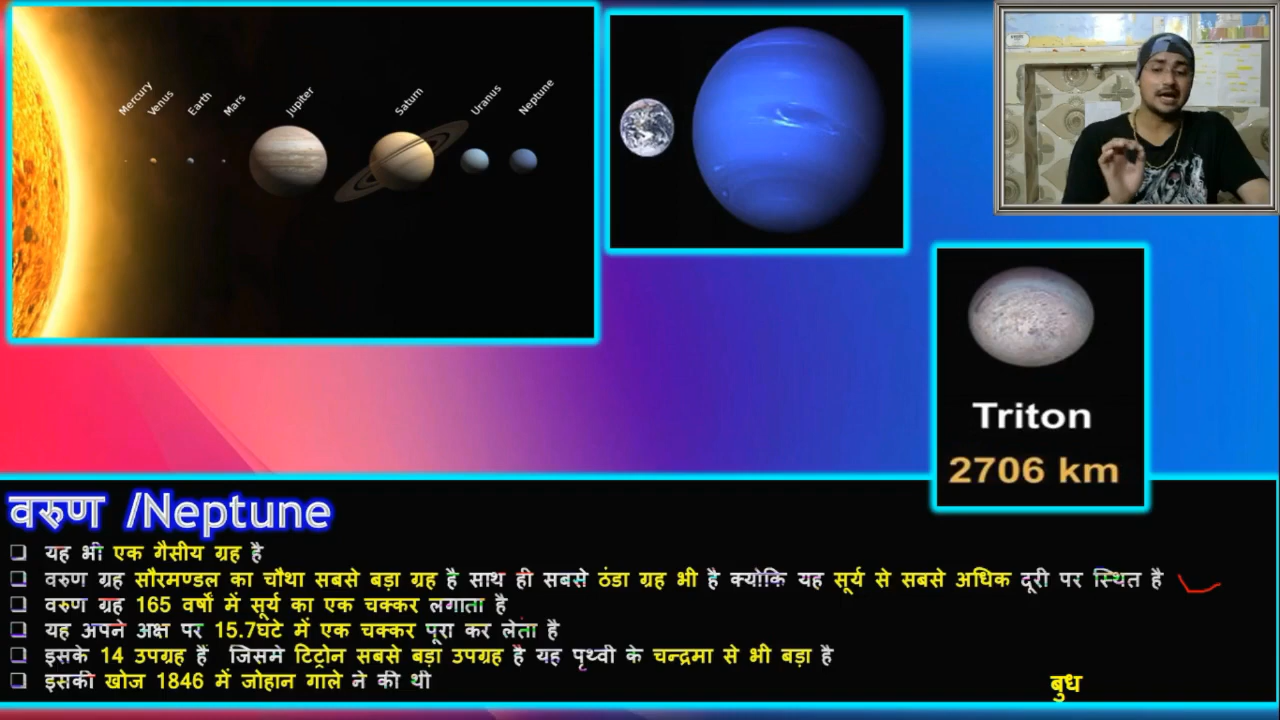 Mercury
Venus
Earth
Mars
Jupiter
Saturn
Uranus
Neptune
Triton
2706 km
वरुण /Neptune
यह भी एक गैसीय ग्रह है
वरुण ग्रह सौरमण्डल का चौथा सबसे बड़ा ग्रह है साथ ही सबसे ठंडा ग्रह भी है क्योकि यह सूर्य से सबसे अधिक दूरी पर स्थित है
वरुण ग्रह 165 वर्षो में सूर्य का एक चक्कर लगाता है
यह अपने अक्ष पर 15.7घंटे में एक चक्कर पूरा कर लेता है
इसके 14 उपग्रह हैं जिसमे टिट्रोन सबसे बड़ा उपग्रह है यह पृथ्वी के चन्द्रमा से भी बड़ा है
इसकी खोज 1846 में जोहान गाले ने की थी
बुध